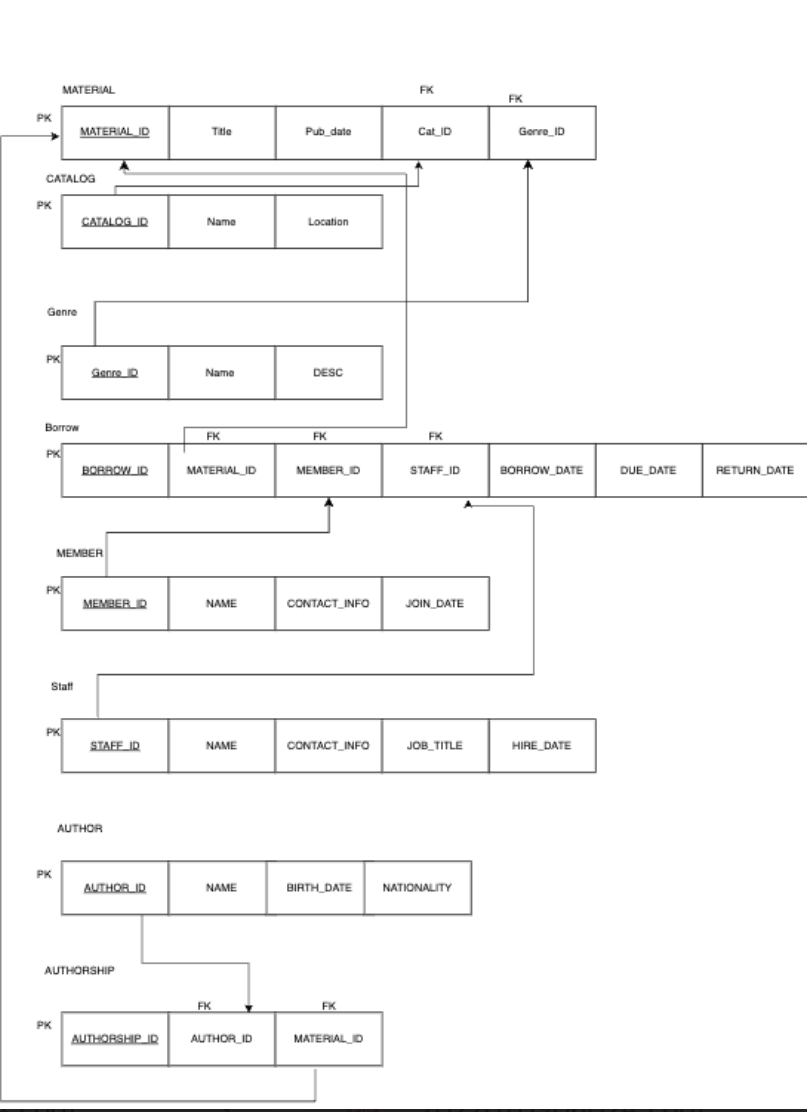 MATERIAL FK
FK
PK
MATERIAL_ID Title Pub_date Cat_ID Genre_ID
CATALOG
PK
CATALOG_ID Name Location
Genre
PK
Genre_ID Name DESC
Borrow
FK FK FK
PK
BORROW_ID MATERIAL_ID MEMBER_ID STAFF_ID BORROW_DATE DUE_DATE RETURN_DATE
MEMBER
PK
MEMBER_ID NAME CONTACT_INFO JOIN_DATE
Staff
PK
STAFF_ID NAME CONTACT_INFO JOB_TITLE HIRE_DATE
AUTHOR
PK
AUTHOR_ID NAME BIRTH_DATE NATIONALITY
AUTHORSHIP
FK FK
PK
AUTHORSHIP_ID AUTHOR_ID MATERIAL_ID